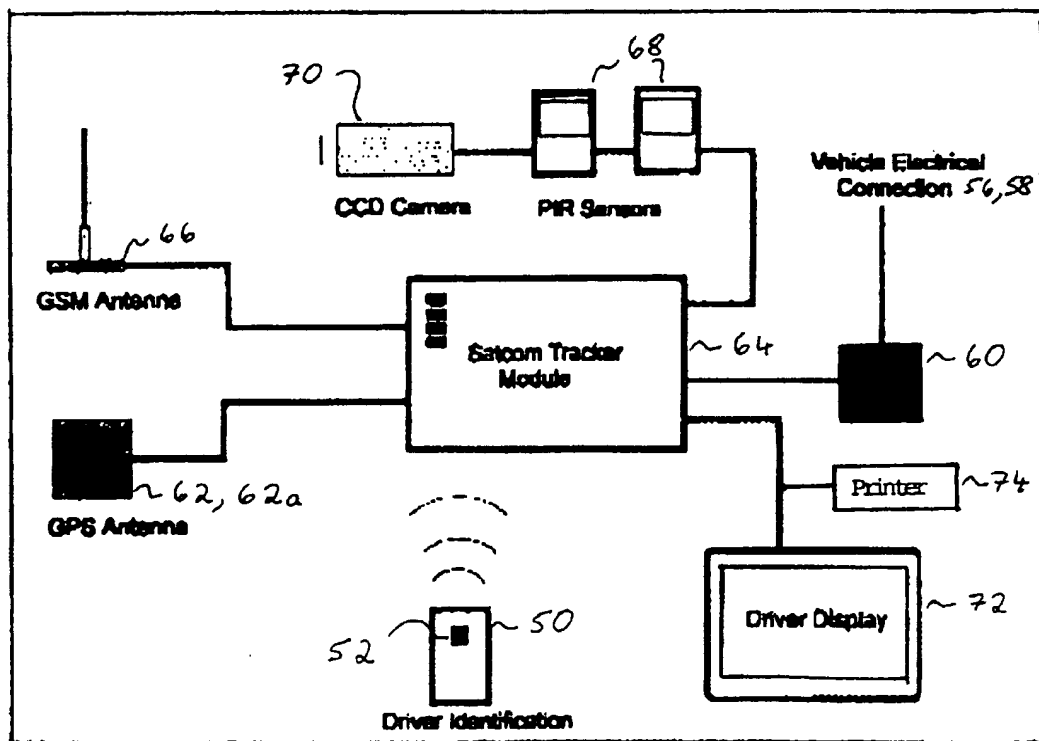 70
68
Vehicle Electrical
Connection 56,58
CCD Camera
PIR Sensors
66
GSM Antenne
Satcom Tracker
Module
64
60
62, 62a
GPS Antenna
Printer
74
52
50
Driver Display
72
Driver Identification